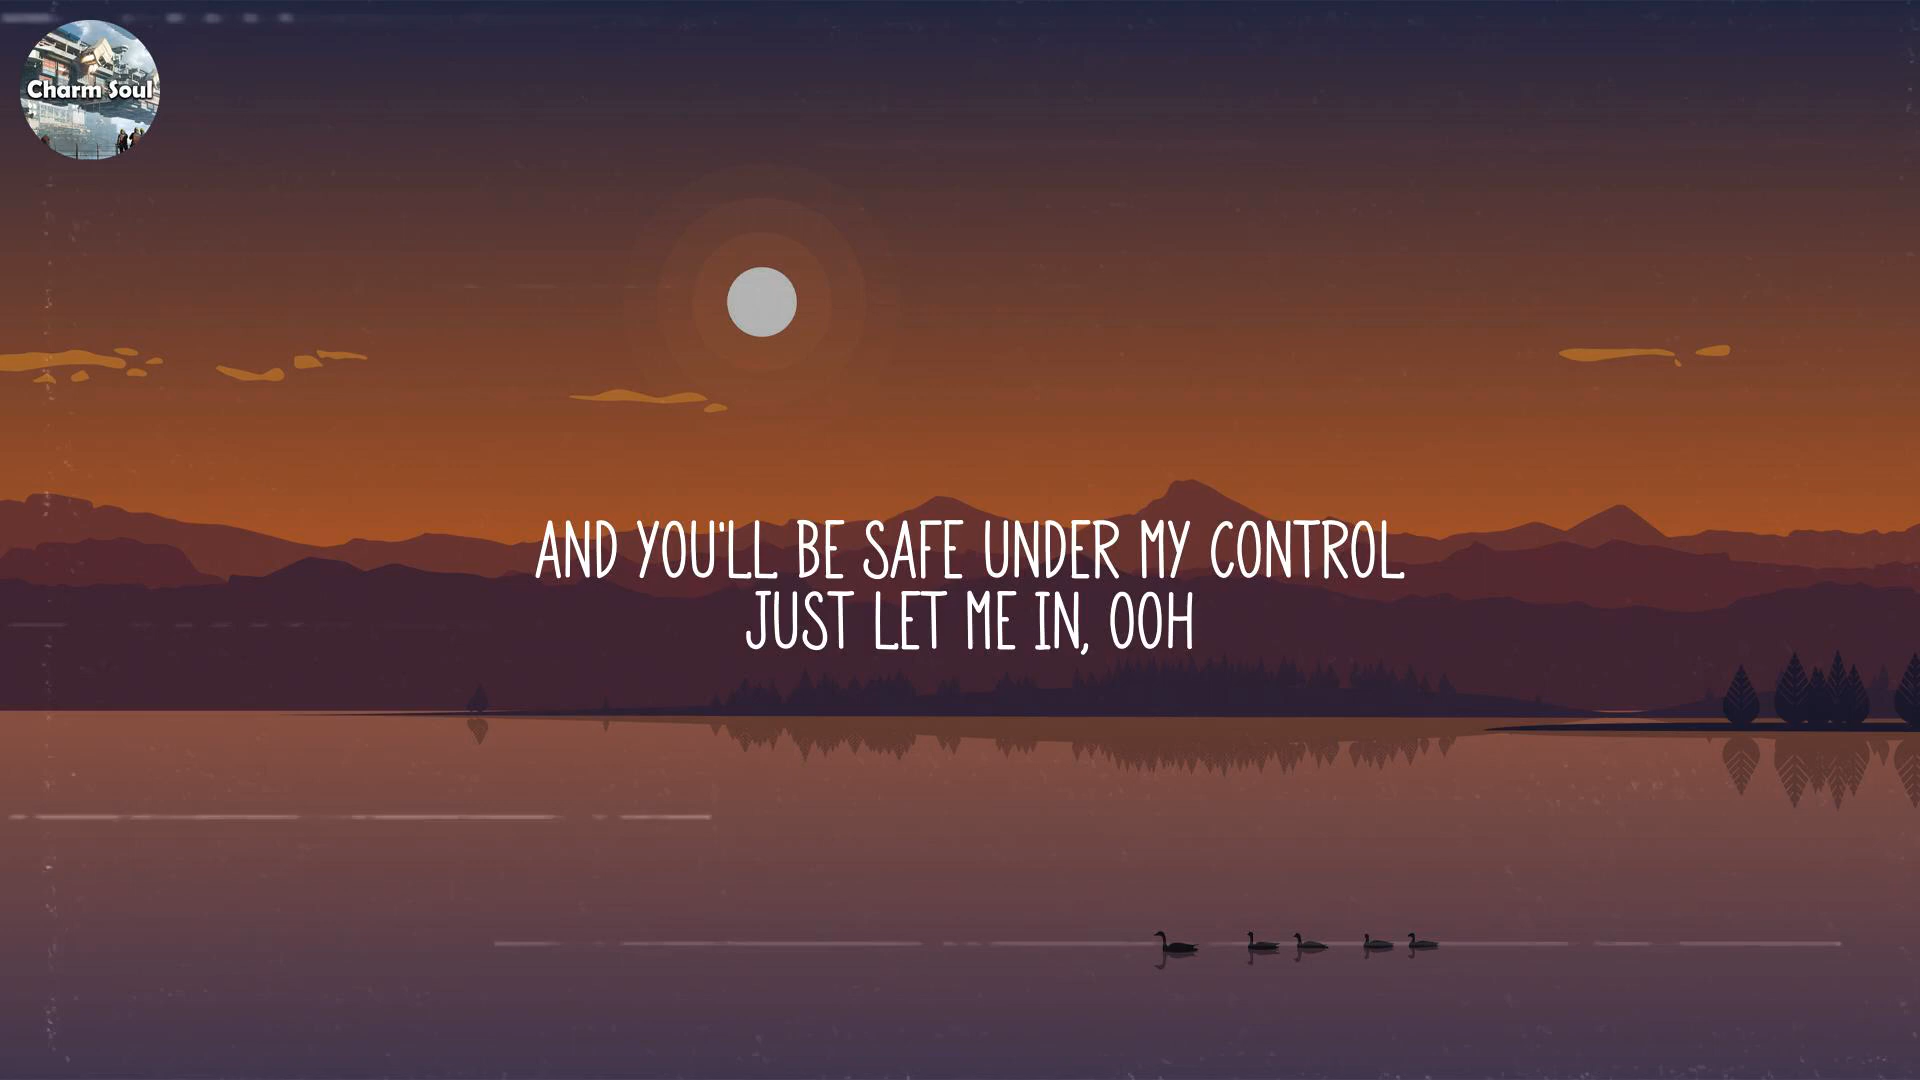 Charm Soul
AND YOU'LL BE SAFE UNDER MY CONTROL
JUST LET ME IN, OOH